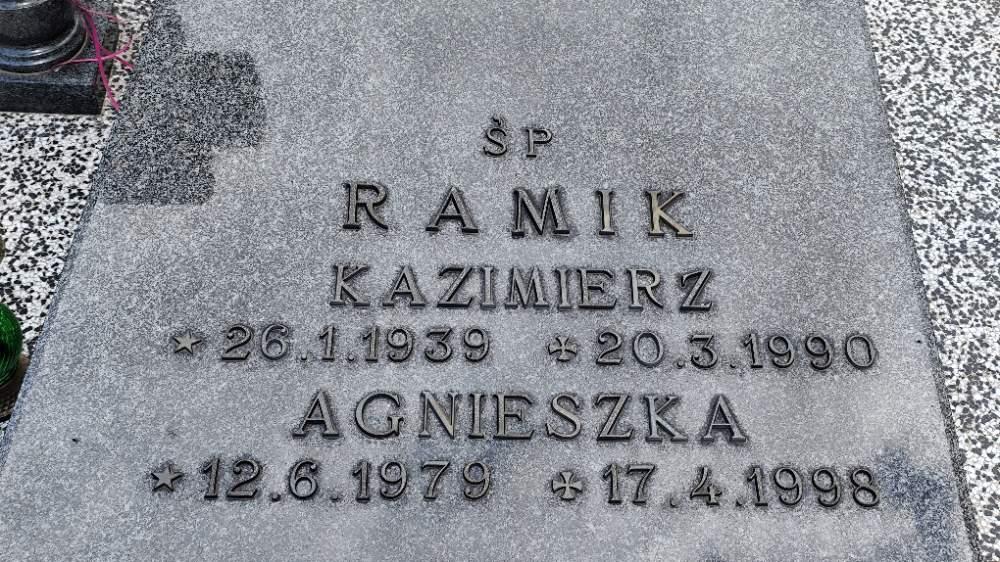 ŚP
RAMIK
KAZIMIERZ
★26.1.1939 ✠20.3.1990
AGNIESZKA
★12.6.1979 ✠17.4.1998